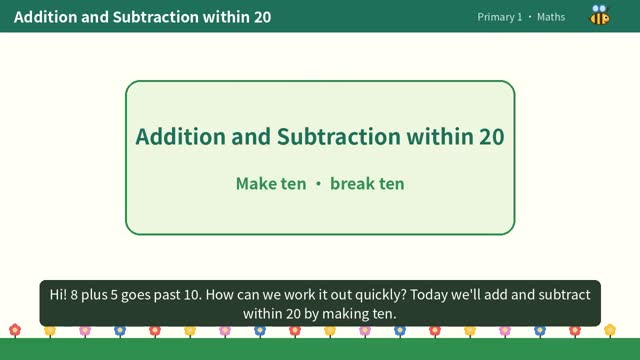 Addition and Subtraction within 20
Primary 1 · Maths
Addition and Subtraction within 20
Make ten · break ten
Hi! 8 plus 5 goes past 10. How can we work it out quickly? Today we'll add and subtract
within 20 by making ten.